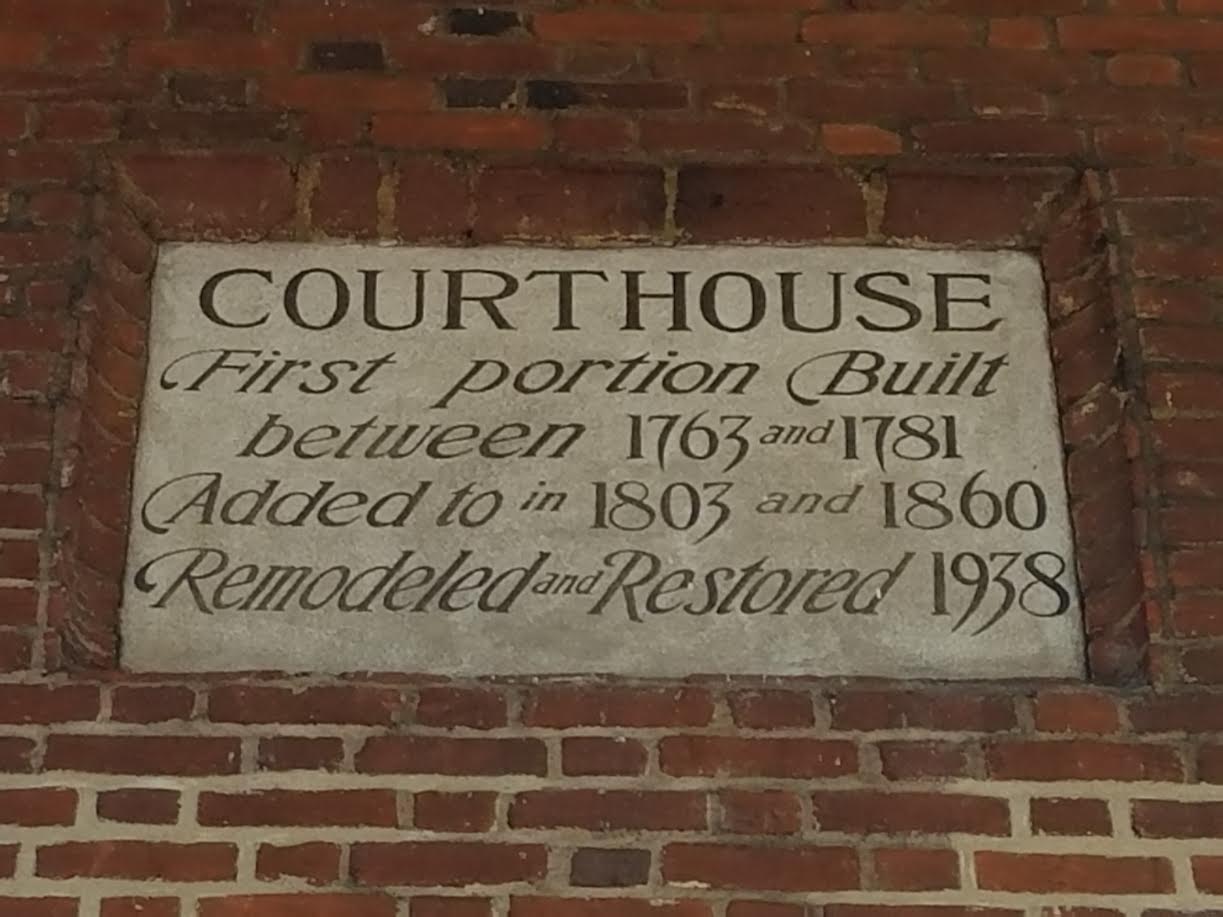 COURTHOUSE
First portion Built
between 1763 and 1781
Added to in 1803 and 1860
Remodeled and Restored 1938